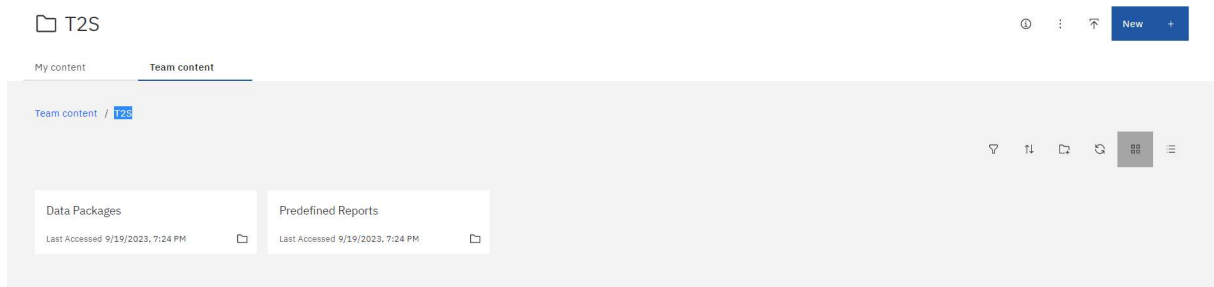 T2S
New +
My content
Team content
Team content / T2S
Data Packages
Last Accessed 9/19/2023, 7:24 PM
Predefined Reports
Last Accessed 9/19/2023, 7:24 PM